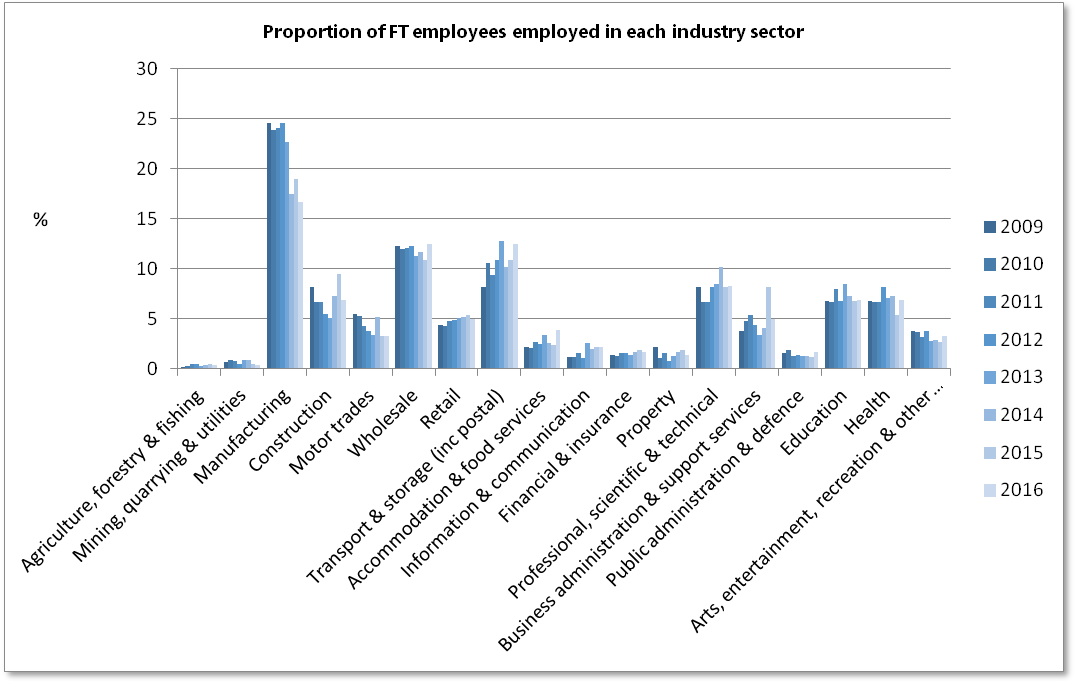 Proportion of FT employees employed in each industry sector
30
25
20
15
10
5
0
%
Agriculture, forestry & fishing
Mining, quarrying & utilities
Manufacturing
Construction
Motor trades
Wholesale
Retail
Transport & storage (inc postal)
Accommodation & food services
Information & communication
Financial & insurance
Property
Professional, scientific & technical
Business administration & support services
Public administration & defence
Education
Health
Arts, entertainment, recreation & other...
2009
2010
2011
2012
2013
2014
2015
2016